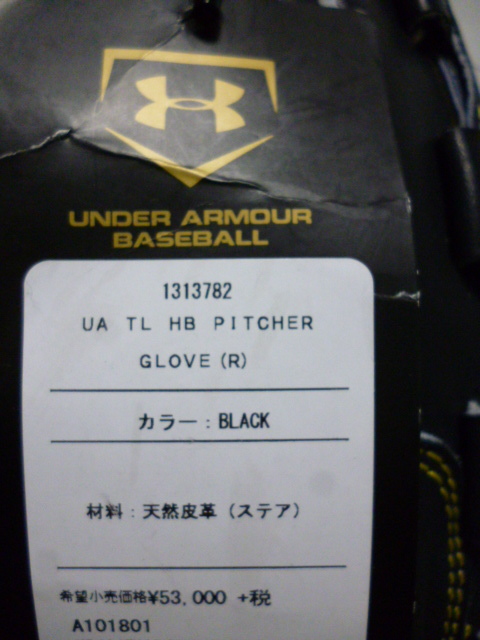 UNDER ARMOUR
BASEBALL
1313782
UA TL HB PITCHER
GLOVE(R)
カラー:BLACK
材料:天然皮革(ステア)
希望小売価格¥53,000 +税
A101801